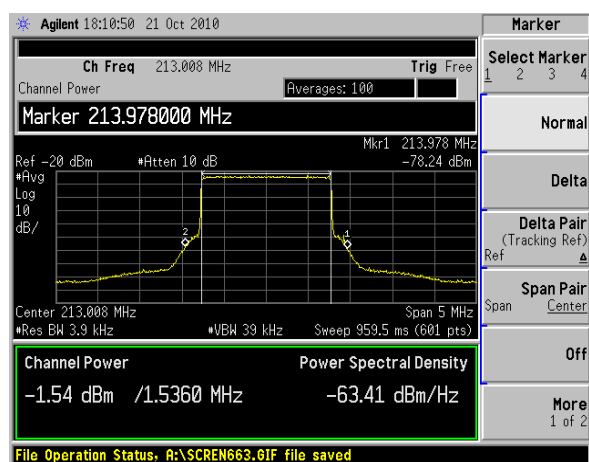 Agilent 18:10:50 21 Oct 2010
Marker
Ch Freq 213.008 MHz Trig Free
Channel Power Averages: 100
Marker 213.978000 MHz
Mkr1 213.978 MHz
Ref -20 dBm #Atten 10 dB -78.24 dBm
#Avg
Log
10
dB/
2
1
Center 213.008 MHz Span 5 MHz
#Res BW 3.9 kHz #VBW 39 kHz Sweep 959.5 ms (601 pts)
Channel Power Power Spectral Density
-1.54 dBm /1.5360 MHz -63.41 dBm/Hz
File Operation Status, A:\SCREN663.GIF file saved
Select Marker
1 2 3 4
Normal
Delta
Delta Pair
(Tracking Ref)
Ref Δ
Span Pair
Span Center
Off
More
1 of 2